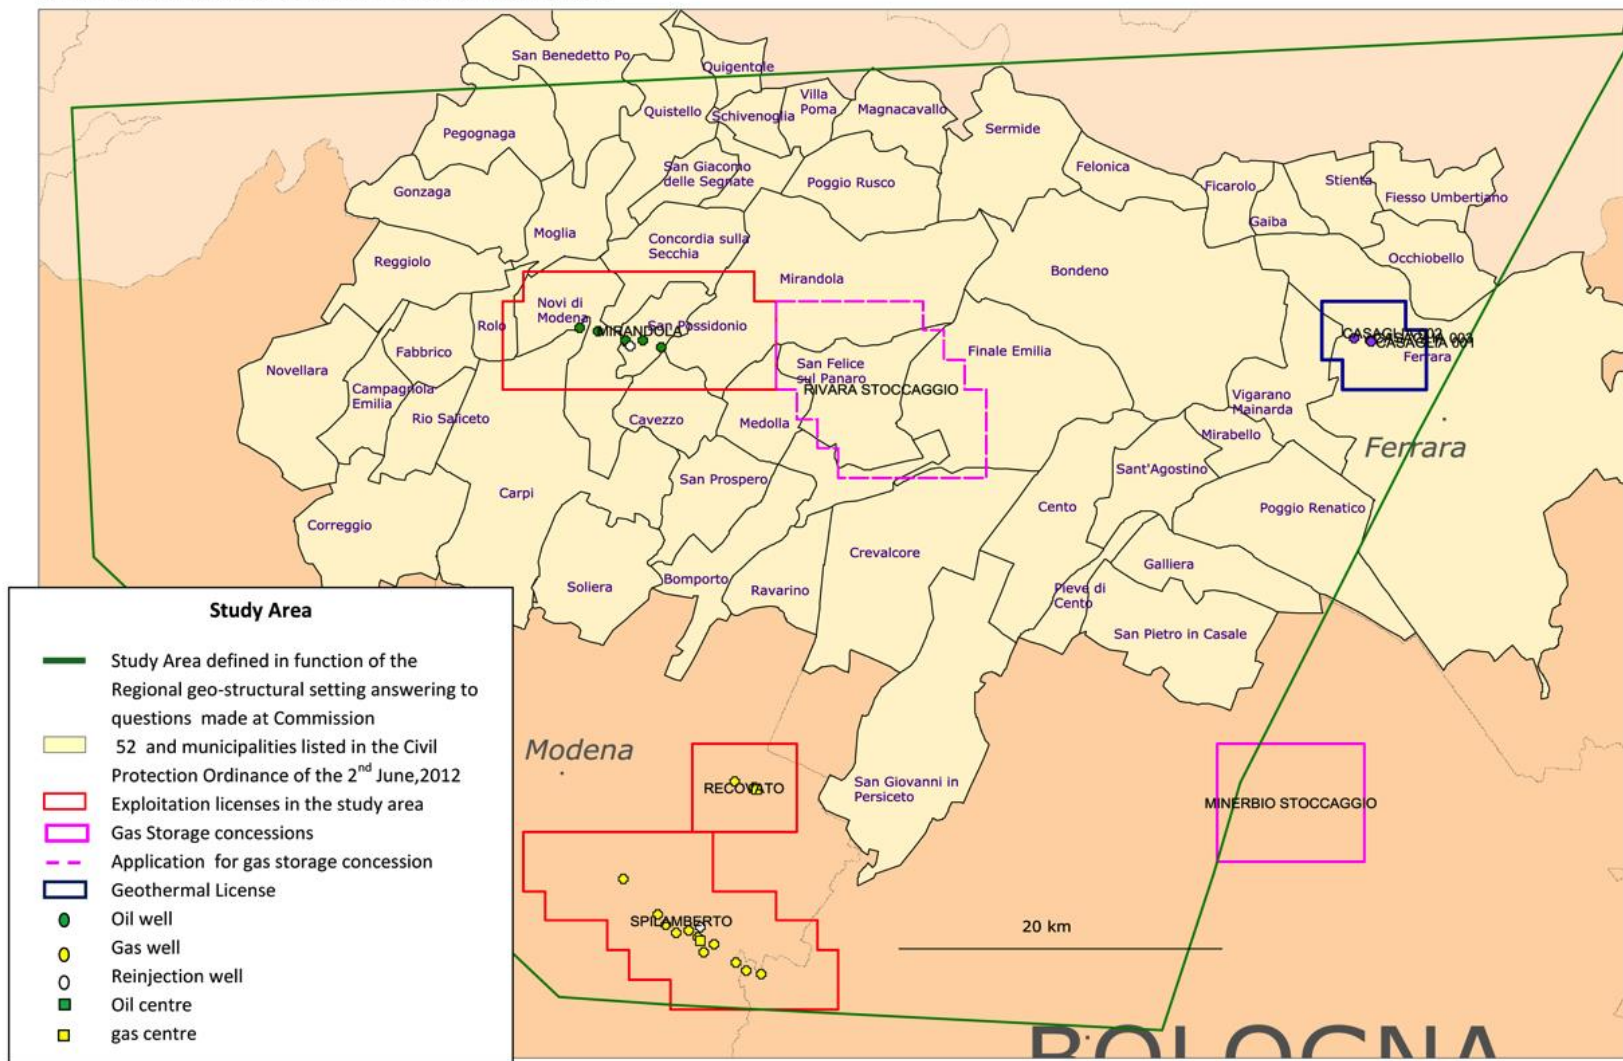 San Benedetto Po
Quigentole
Quistello
Schivenoglia
Villa
Poma
Magnacavallo
Sermide
Pegognaga
Felonica
San Giacomo
delle Segnate
Poggio Rusco
Gonzaga
Ficarolo
Stienta
Fiesso Umbertiano
Gaiba
Moglia
Concordia sulla
Secchia
Occhiobello
Reggiolo
Mirandola
Bondeno
Novi di
Modena
Rolo
MIRANDOLA
San Possidonio
CASAGLIA 002
CASAGLIA 001
Ferrara
Fabbrico
Finale Emilia
San Felice
sul Panaro
RIVARA STOCCAGGIO
Novellara
Campagnola
Emilia
Rio Saliceto
Cavezzo
Medolla
Vigarano
Mainarda
Mirabello
Ferrara
Sant'Agostino
San Prospero
Carpi
Correggio
Cento
Poggio Renatico
Crevalcore
Galliera
Soliera
Bomporto
Ravarino
Pieve di
Cento
San Pietro in Casale
Modena
San Giovanni in
Persiceto
RECOVATO
MINERBIO STOCCAGGIO
SPILAMBERTO
20 km
BOLOGNA
Study Area
Study Area defined in function of the
Regional geo-structural setting answering to
questions made at Commission
52 and municipalities listed in the Civil
Protection Ordinance of the 2nd June,2012
Exploitation licenses in the study area
Gas Storage concessions
Application for gas storage concession
Geothermal License
Oil well
Gas well
Reinjection well
Oil centre
gas centre